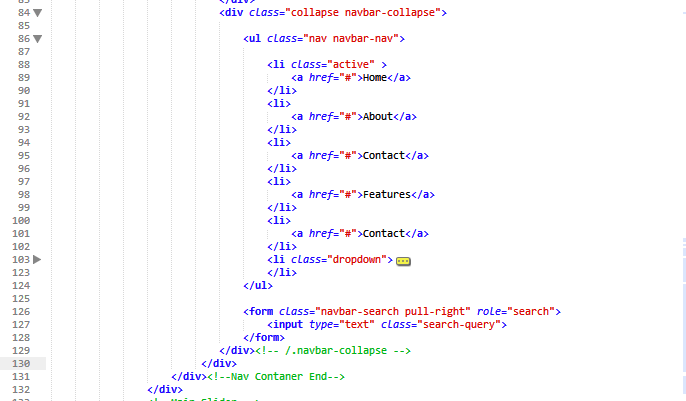 83 </div>
84 <div class="collapse navbar-collapse">
85
86 <ul class="nav navbar-nav">
87
88 <li class="active" >
89 <a href="#">Home</a>
90 </li>
91 <li>
92 <a href="#">About</a>
93 </li>
94 <li>
95 <a href="#">Contact</a>
96 </li>
97 <li>
98 <a href="#">Features</a>
99 </li>
100 <li>
101 <a href="#">Contact</a>
102 </li>
103 <li class="dropdown">
123 </li>
124 </ul>
125
126 <form class="navbar-search pull-right" role="search">
127 <input type="text" class="search-query">
128 </form>
129 </div><!-- /.navbar-collapse -->
130 </div>
131 </div><!--Nav Contaner End-->
132 </div>
<!--Main Slider-->